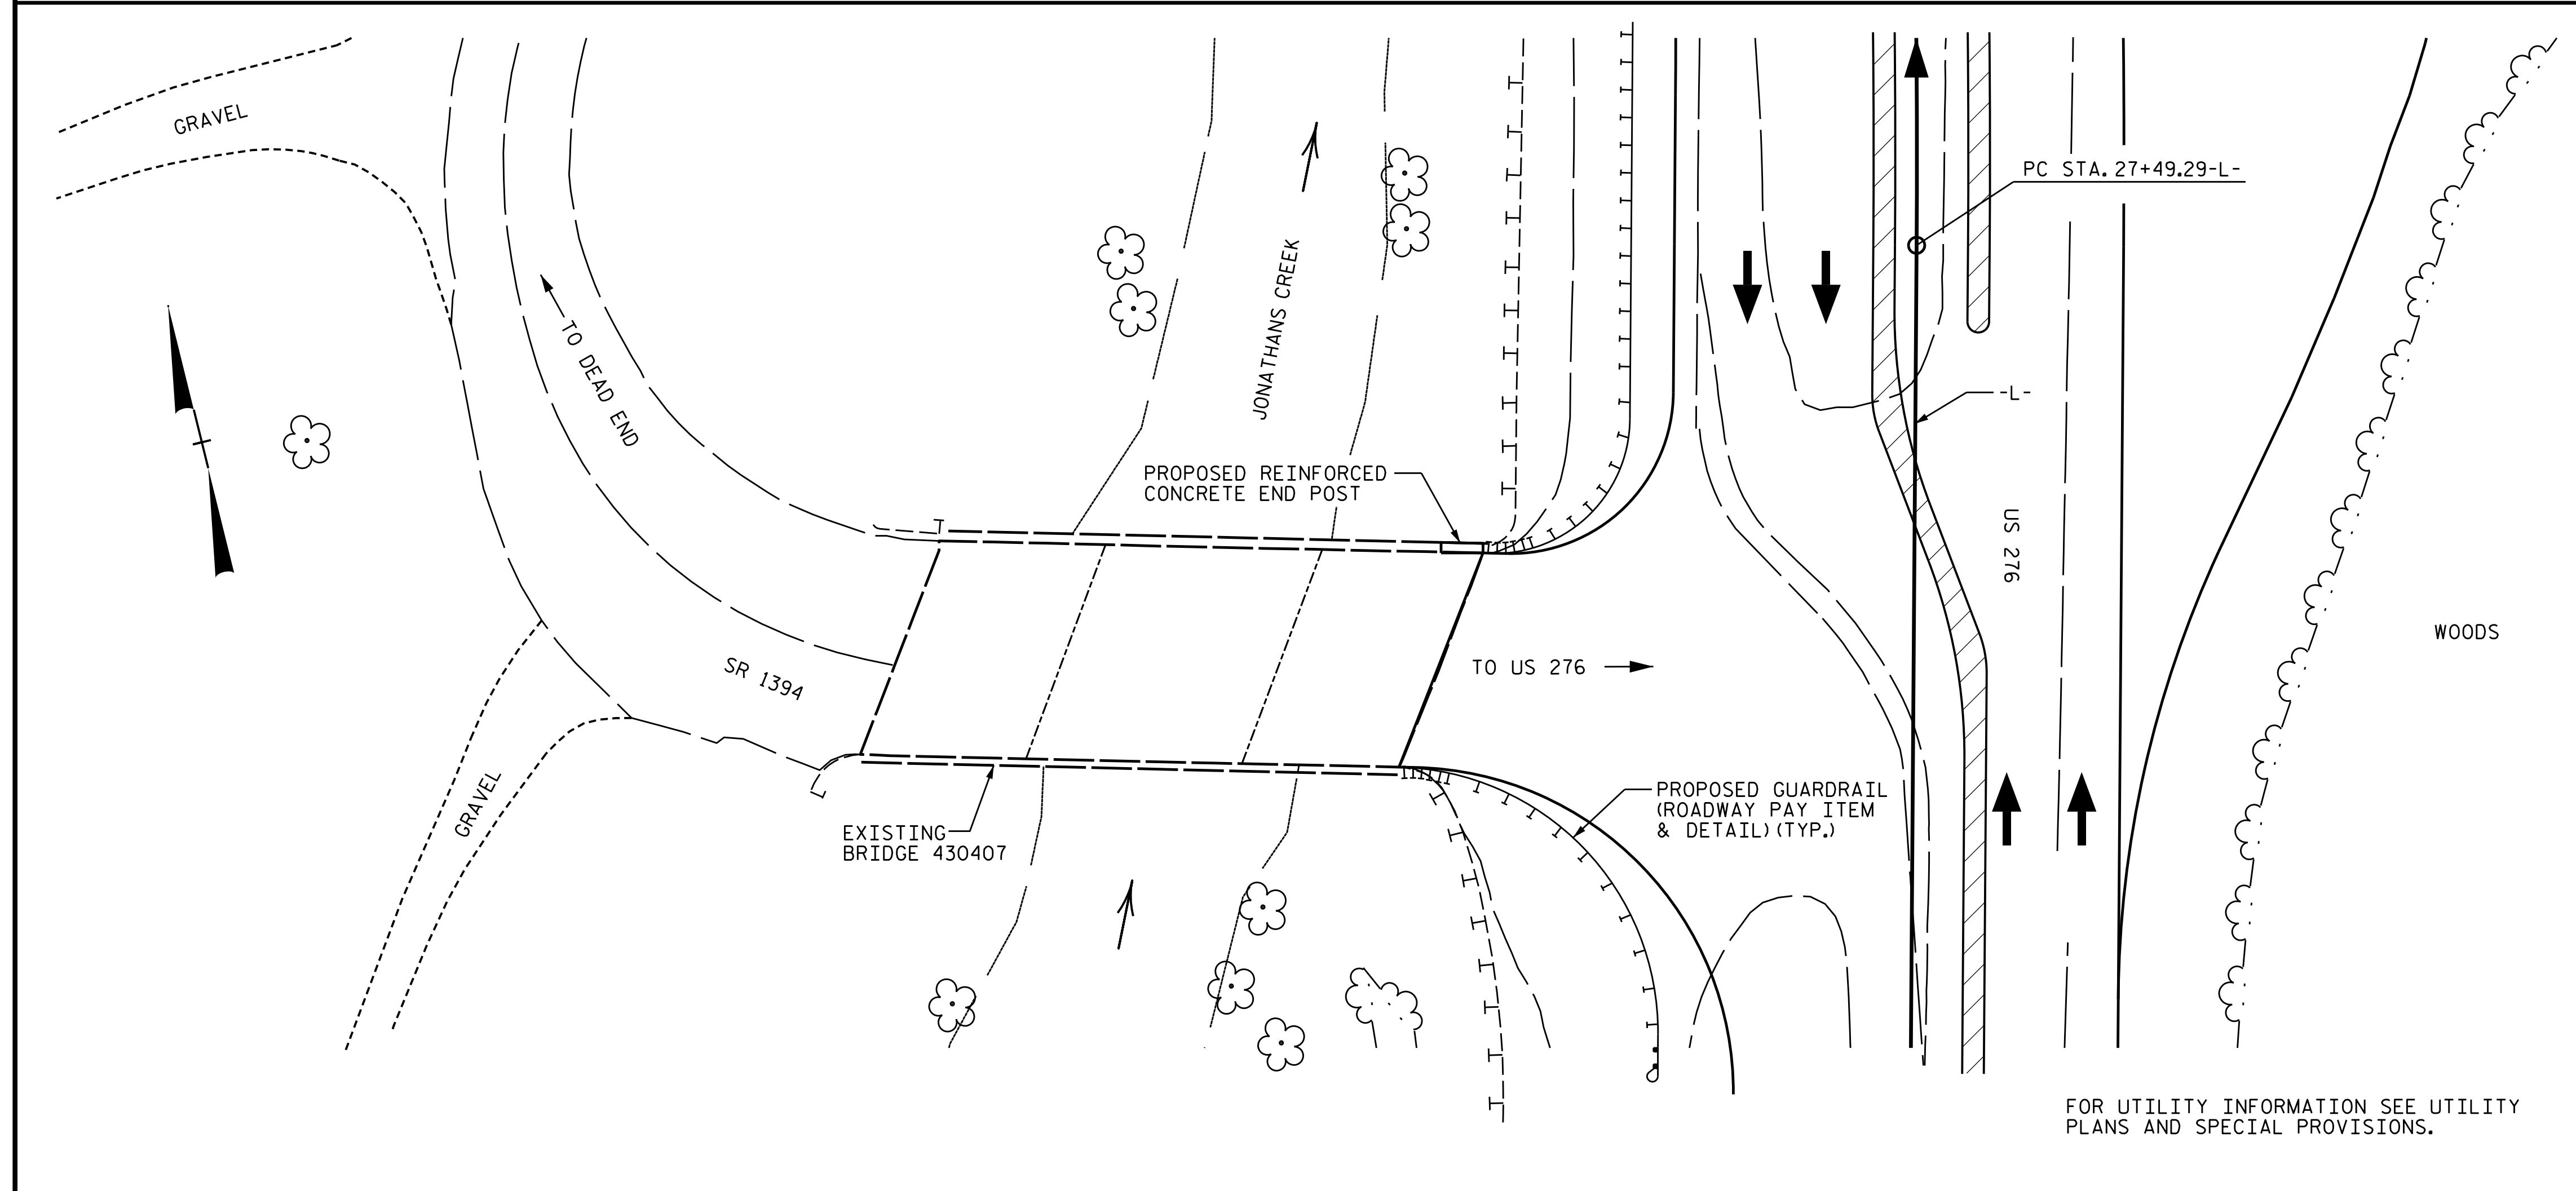 GRAVEL
PC STA. 27+49.29-L-
TO DEAD END
JONATHANS CREEK
-L-
PROPOSED REINFORCED
CONCRETE END POST
US 276
WOODS
SR 1394
TO US 276
GRAVEL
PROPOSED GUARDRAIL
(ROADWAY PAY ITEM
& DETAIL)(TYP.)
EXISTING
BRIDGE 430407
FOR UTILITY INFORMATION SEE UTILITY
PLANS AND SPECIAL PROVISIONS.